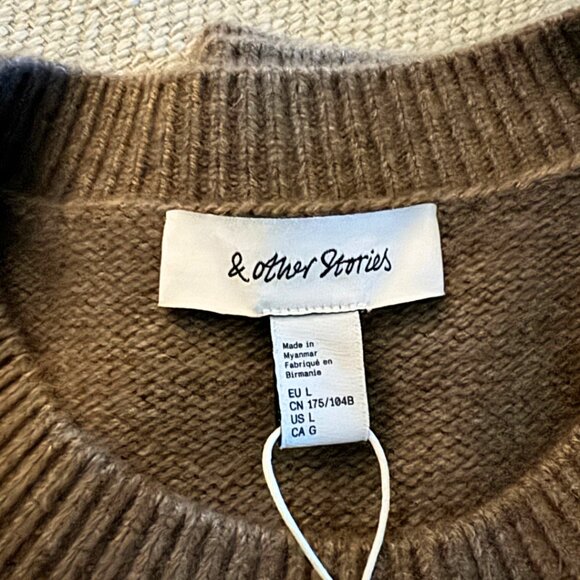 & other Stories
Made in
Myanmar
Fabriqué en
Birmanie
EU L
CN 175/104B
US L
CA G